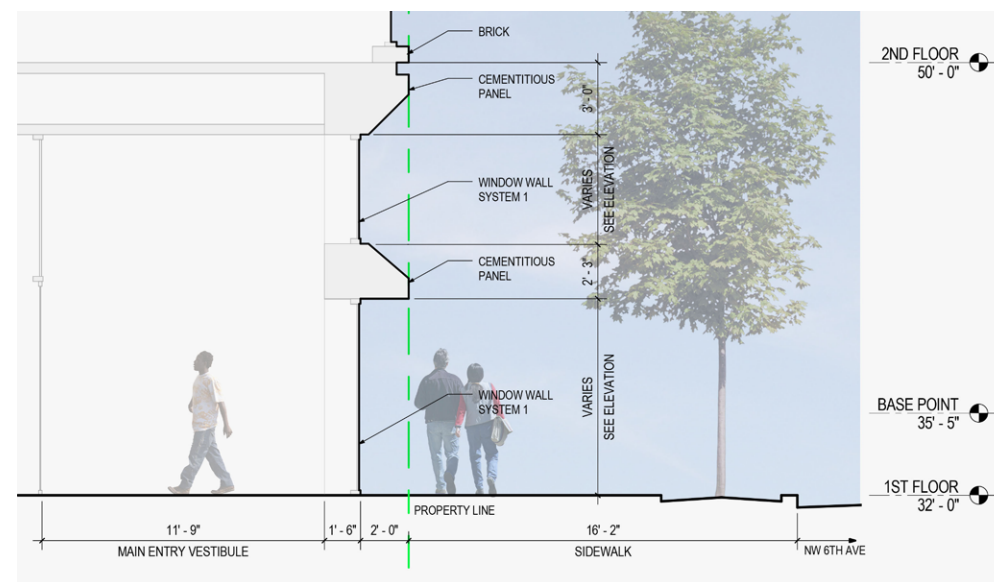 BRICK
2ND FLOOR
50' - 0"
CEMENTITIOUS
PANEL
3' - 0"
WINDOW WALL
SYSTEM 1
VARIES
SEE ELEVATION
CEMENTITIOUS
PANEL
2' - 3"
WINDOW WALL
SYSTEM 1
VARIES
SEE ELEVATION
BASE POINT
35' - 5"
1ST FLOOR
32' - 0"
PROPERTY LINE
11' - 9"
1' - 6"
2' - 0"
16' - 2"
MAIN ENTRY VESTIBULE
SIDEWALK
NW 6TH AVE